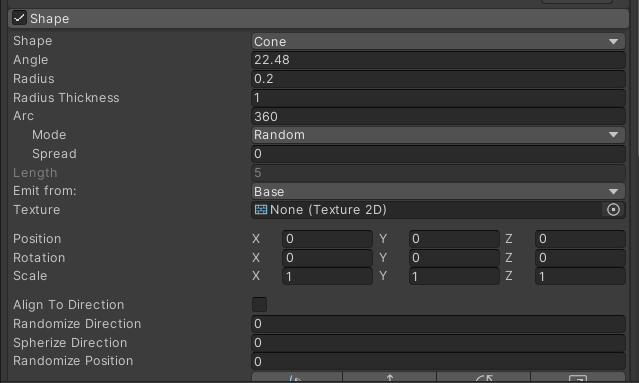 Shape
Shape Cone
Angle 22.48
Radius 0.2
Radius Thickness 1
Arc 360
Mode Random
Spread 0
Length 5
Emit from: Base
Texture None (Texture 2D)
Position X 0 Y 0 Z 0
Rotation X 0 Y 0 Z 0
Scale X 1 Y 1 Z 1
Align To Direction
Randomize Direction 0
Spherize Direction 0
Randomize Position 0